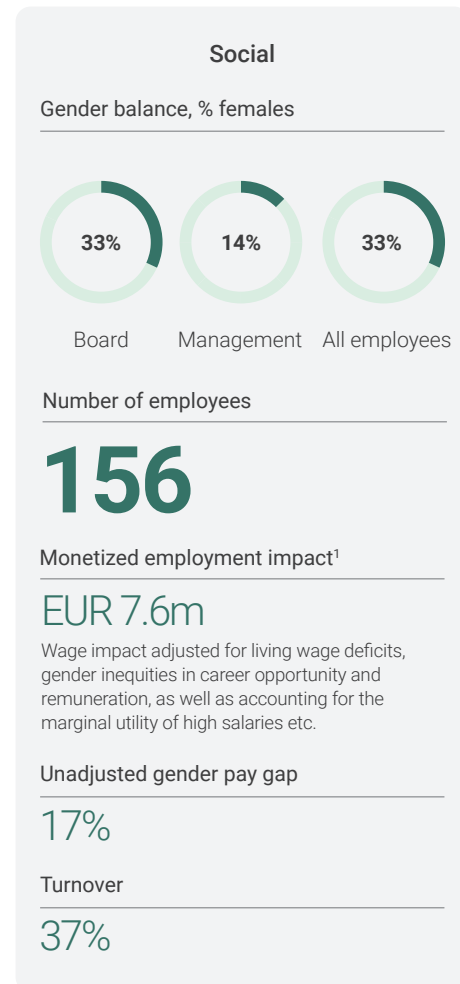 Social
Gender balance, % females
33%
14%
33%
Board
Management
All employees
Number of employees
156
Monetized employment impact¹
EUR 7.6m
Wage impact adjusted for living wage deficits,
gender inequities in career opportunity and
remuneration, as well as accounting for the
marginal utility of high salaries etc.
Unadjusted gender pay gap
17%
Turnover
37%